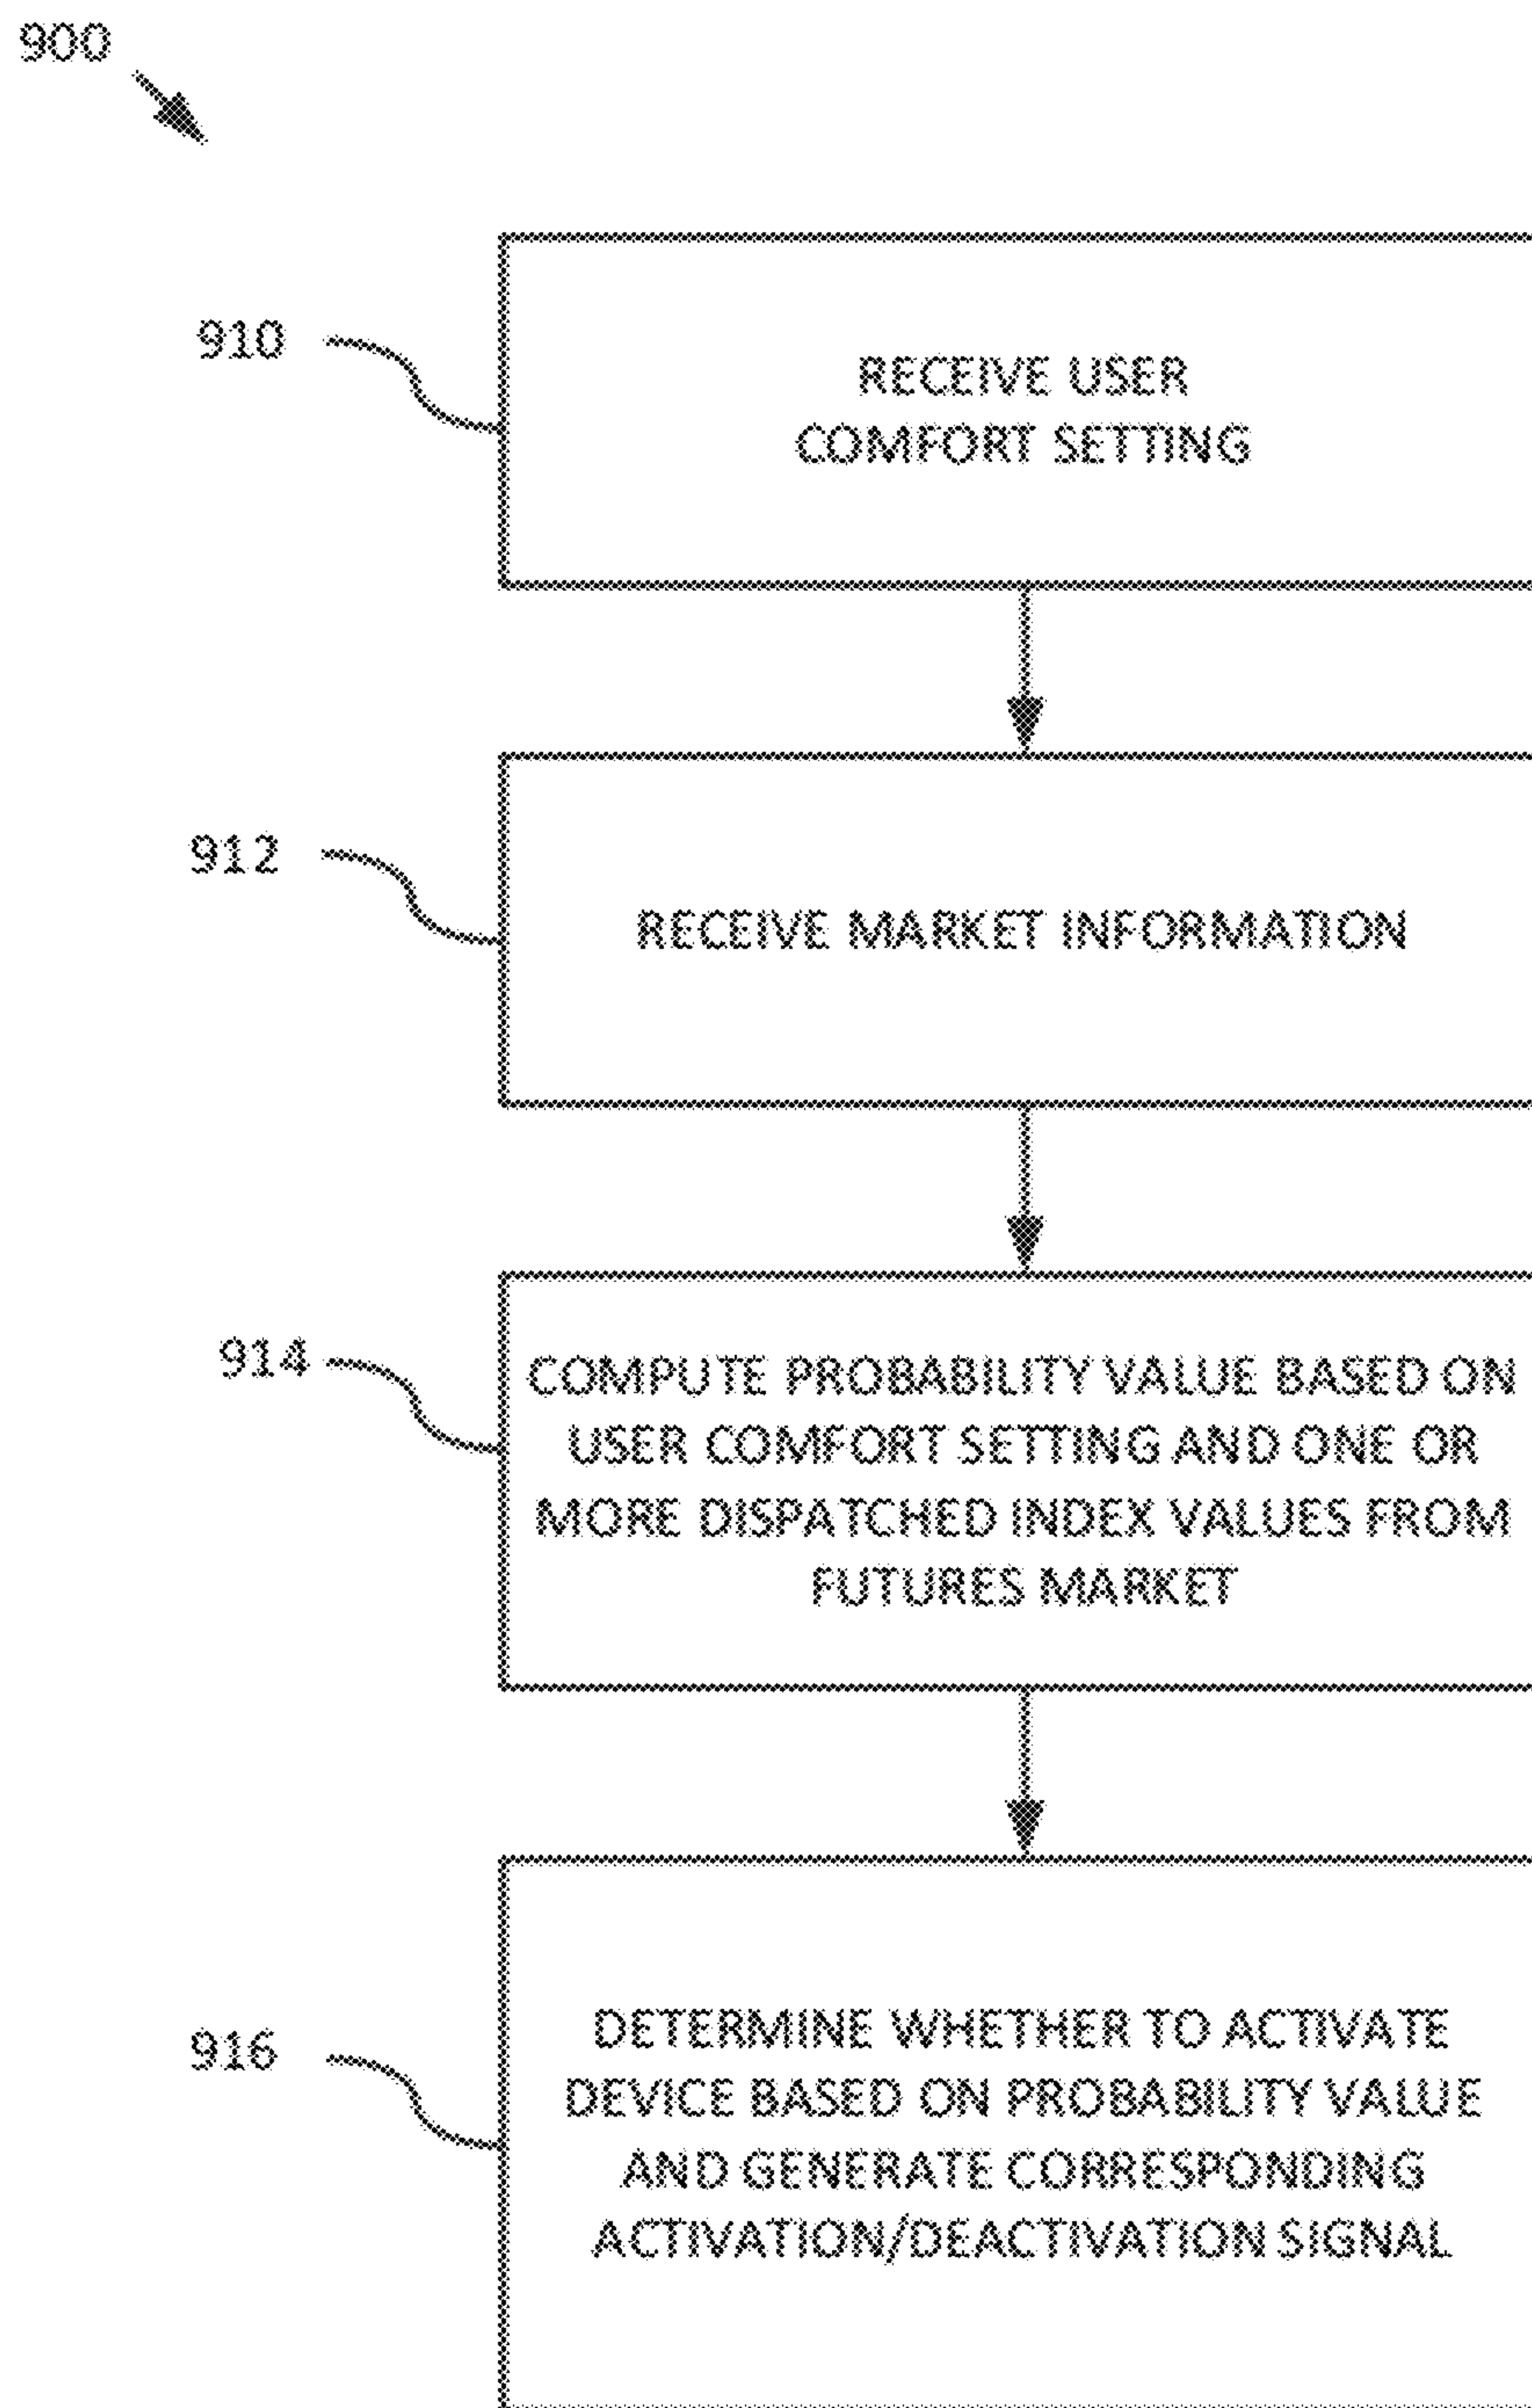 900
910
RECEIVE USER
COMFORT SETTING
912
RECEIVE MARKET INFORMATION
914
COMPUTE PROBABILITY VALUE BASED ON
USER COMFORT SETTING AND ONE OR
MORE DISPATCHED INDEX VALUES FROM
FUTURES MARKET
916
DETERMINE WHETHER TO ACTIVATE
DEVICE BASED ON PROBABILITY VALUE
AND GENERATE CORRESPONDING
ACTIVATION/DEACTIVATION SIGNAL